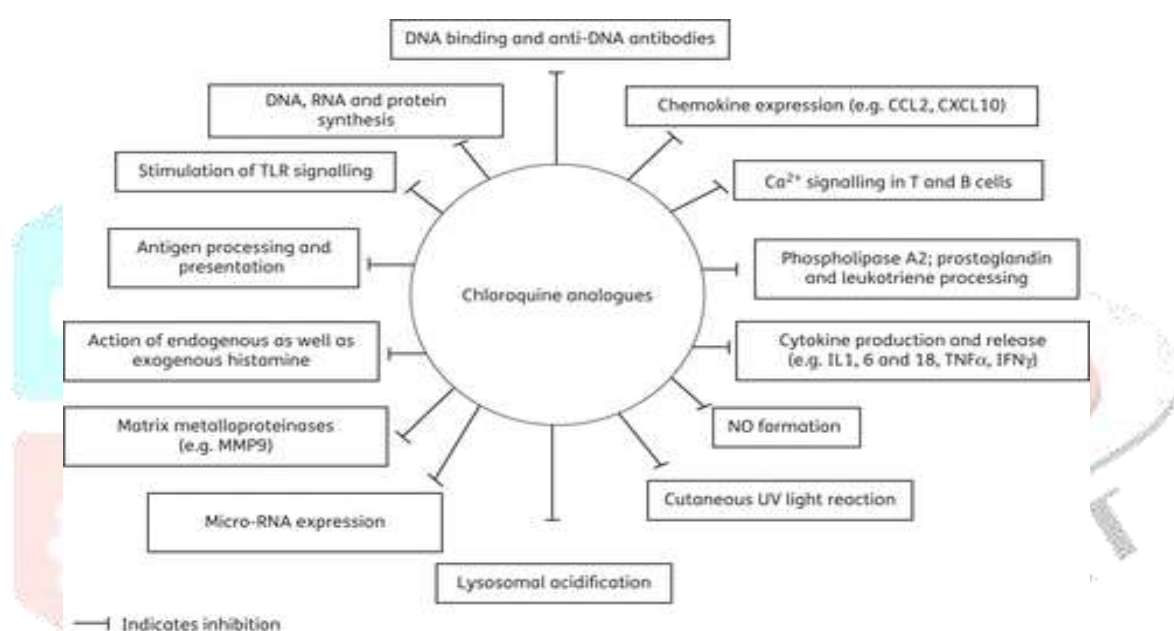 DNA binding and anti-DNA antibodies
DNA, RNA and protein
synthesis
Chemokine expression (e.g. CCL2, CXCL10)
Stimulation of TLR signalling
Ca²⁺ signalling in T and B cells
Antigen processing and
presentation
Phospholipase A2; prostaglandin
and leukotriene processing
Chloroquine analogues
Action of endogenous as well as
exogenous histamine
Cytokine production and release
(e.g. IL1, 6 and 18, TNFα, IFNγ)
Matrix metalloproteinases
(e.g. MMP9)
NO formation
Micro-RNA expression
Cutaneous UV light reaction
Lysosomal acidification
Indicates inhibition